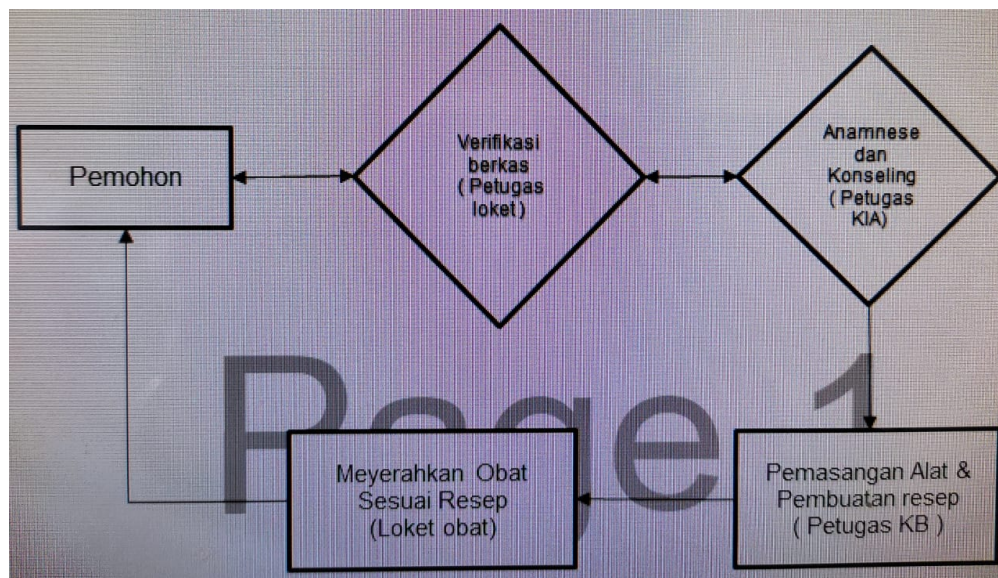 Pemohon
Verifikasi
berkas
( Petugas
loket)
Anamnese
dan
Konseling
( Petugas
KIA)
Page 1
Meyerahkan Obat
Sesuai Resep
(Loket obat)
Pemasangan Alat &
Pembuatan resep
( Petugas KB )